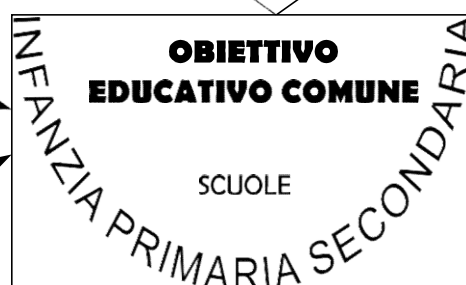 OBIETTIVO
EDUCATIVO COMUNE
SCUOLE
INFANZIA PRIMARIA SECONDARIA